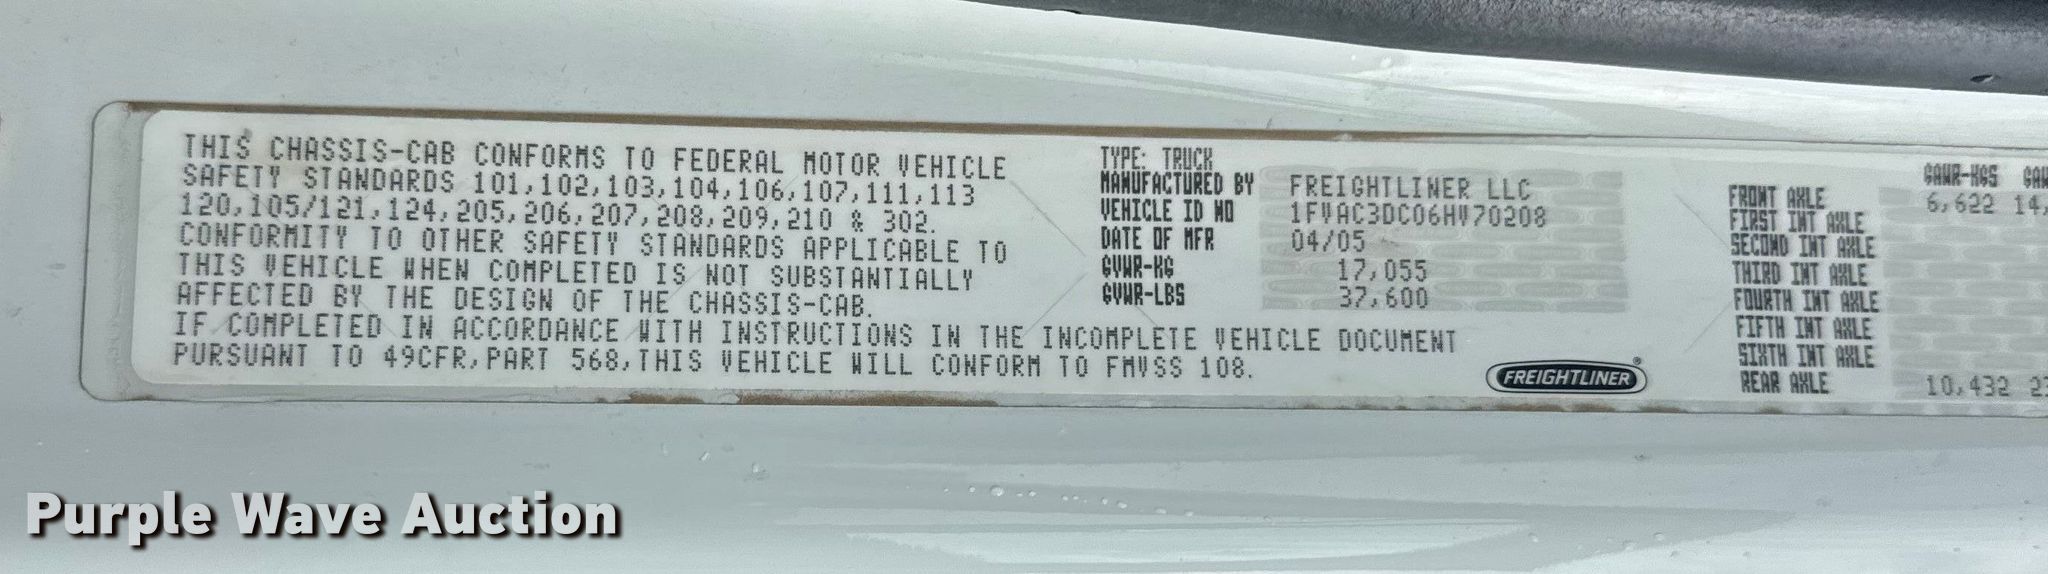 THIS CHASSIS-CAB CONFORMS TO FEDERAL MOTOR VEHICLE
SAFETY STANDARDS 101,102,103,104,106,107,111,113
120,105/121,124,205,206,207,208,209,210 & 302.
CONFORMITY TO OTHER SAFETY STANDARDS APPLICABLE TO
THIS VEHICLE WHEN COMPLETED IS NOT SUBSTANTIALLY
AFFECTED BY THE DESIGN OF THE CHASSIS-CAB.
IF COMPLETED IN ACCORDANCE WITH INSTRUCTIONS IN THE INCOMPLETE VEHICLE DOCUMENT
PURSUANT TO 49CFR,PART 568,THIS VEHICLE WILL CONFORM TO FMVSS 108.
TYPE: TRUCK
MANUFACTURED BY FREIGHTLINER LLC
VEHICLE ID NO 1FVAC3DC06HV70208
DATE OF MFR 04/05
GVWR-KG 17,055
GVWR-LBS 37,600
FREIGHTLINER®
GAWR-KGS
FRONT AXLE 6,622 14,
FIRST INT AXLE
SECOND INT AXLE
THIRD INT AXLE
FOURTH INT AXLE
FIFTH INT AXLE
SIXTH INT AXLE
REAR AXLE 10,432
Purple Wave Auction